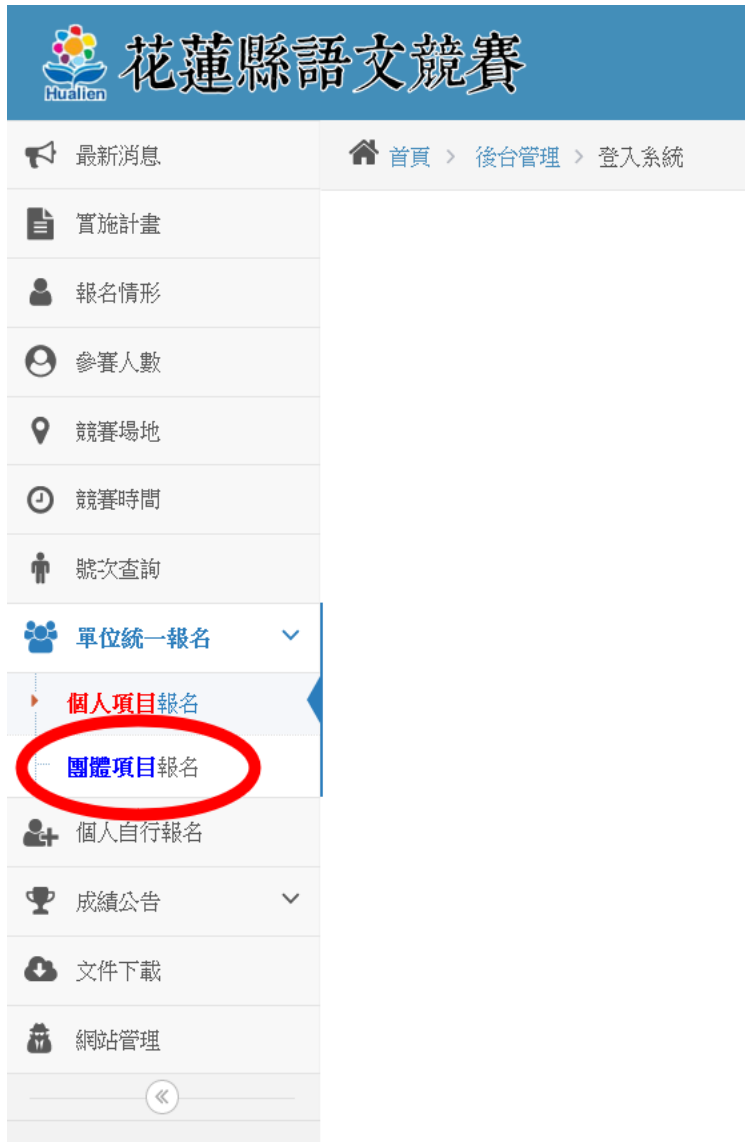 花蓮縣語文競賽
Hualien
最新消息
首頁 > 後台管理 > 登入系統
實施計畫
報名情形
參賽人數
競賽場地
競賽時間
號次查詢
單位統一報名
個人項目報名
團體項目報名
個人自行報名
成績公告
文件下載
網站管理